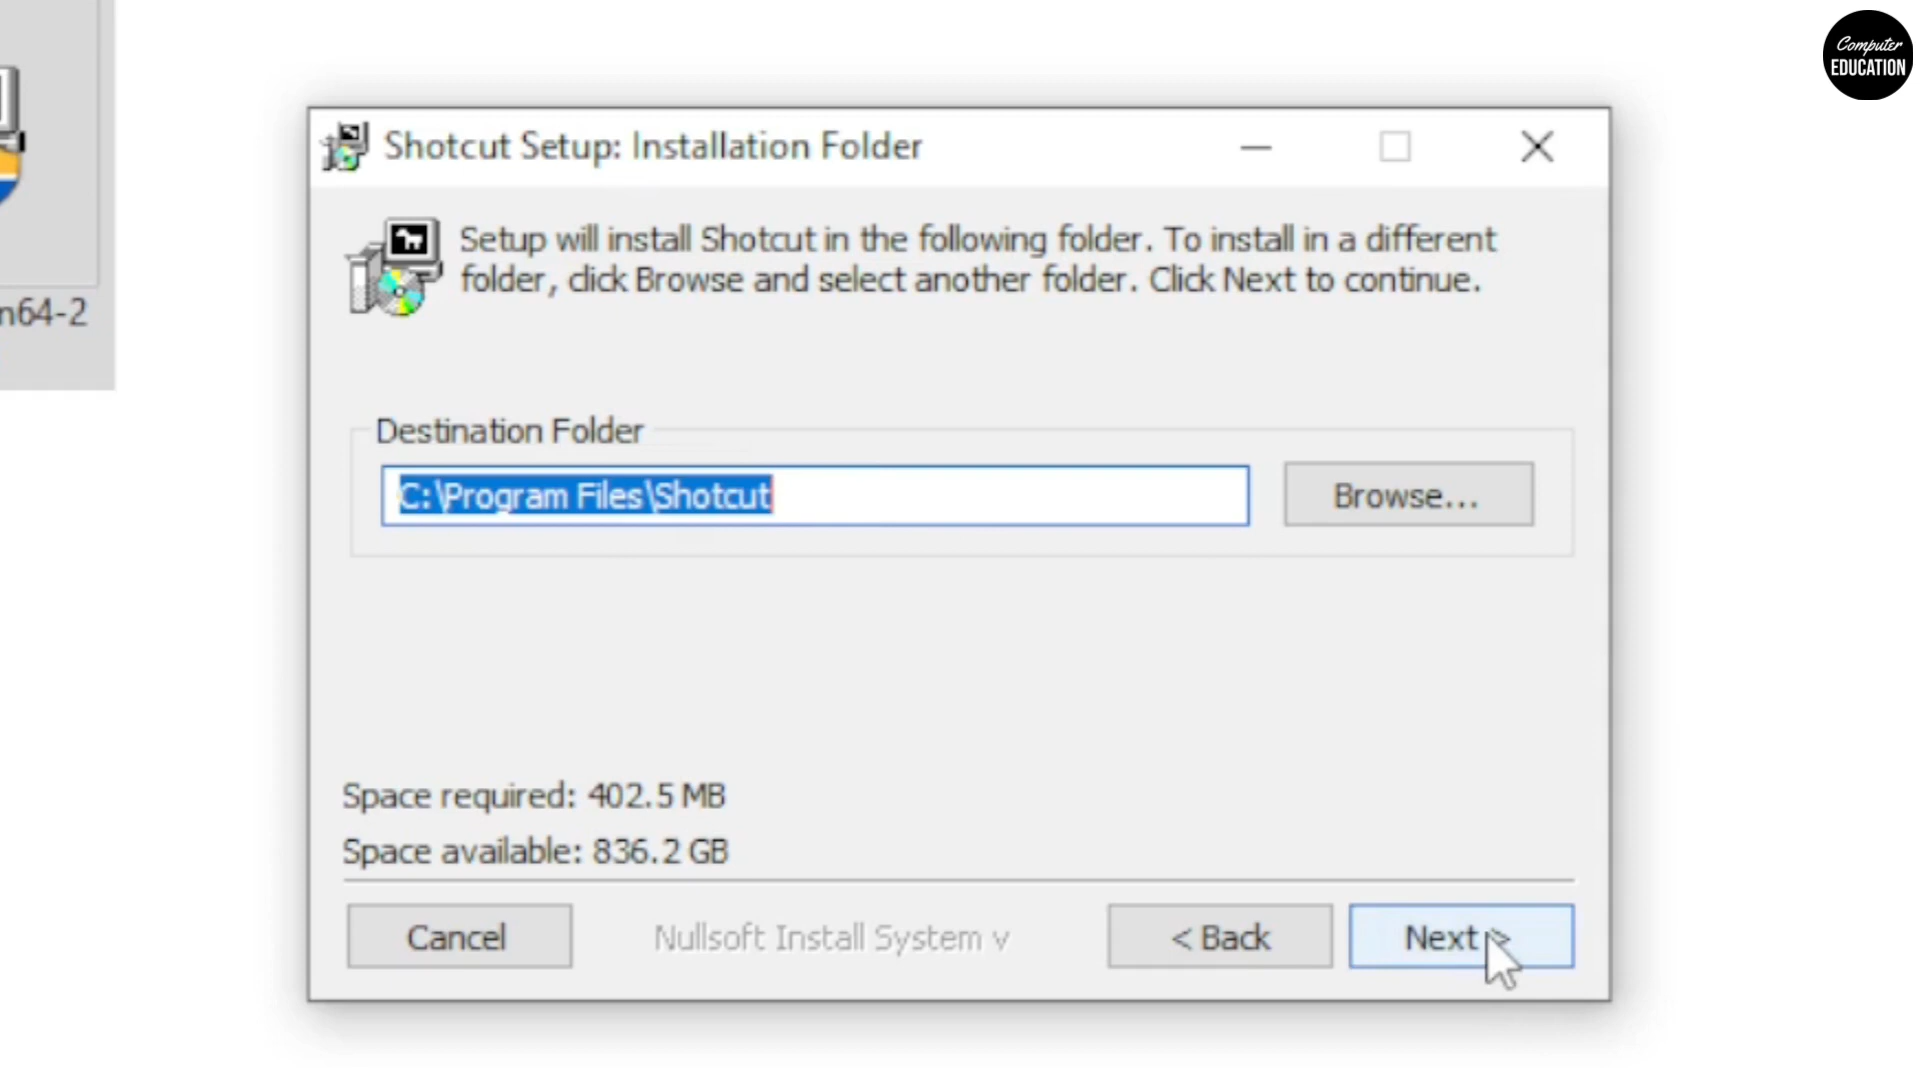 Computer
EDUCATION
Shotcut Setup: Installation Folder
Setup will install Shotcut in the following folder. To install in a different
folder, click Browse and select another folder. Click Next to continue.
n64-2
Destination Folder
C:\Program Files\Shotcut
Browse...
Space required: 402.5 MB
Space available: 836.2 GB
Cancel
Nullsoft Install System v
< Back
Next >